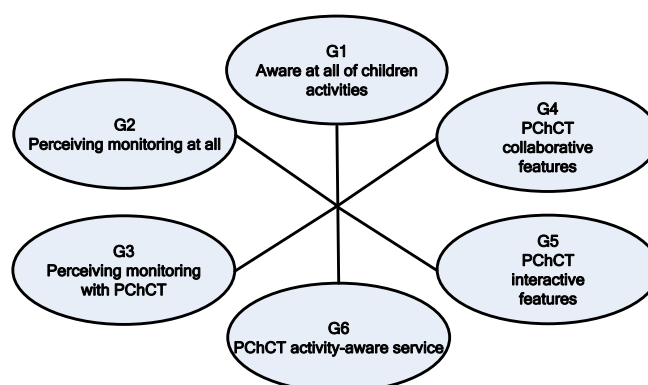 G1
Aware at all of children
activities
G2
Perceiving monitoring at all
G4
PChCT
collaborative
features
G3
Perceiving monitoring
with PChCT
G5
PChCT
interactive
features
G6
PChCT activity-aware service